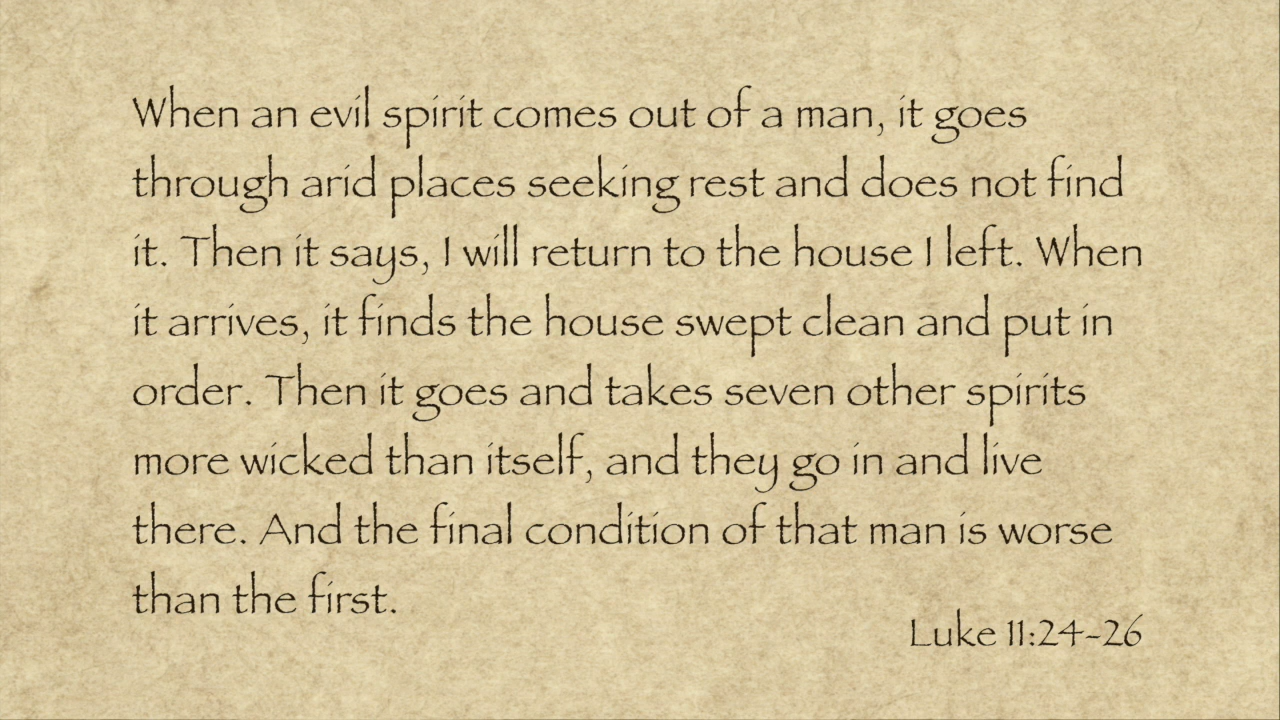 When an evil spirit comes out of a man, it goes
through arid places seeking rest and does not find
it. Then it says, I will return to the house I left. When
it arrives, it finds the house swept clean and put in
order. Then it goes and takes seven other spirits
more wicked than itself, and they go in and live
there. And the final condition of that man is worse
than the first.
Luke 11:24-26